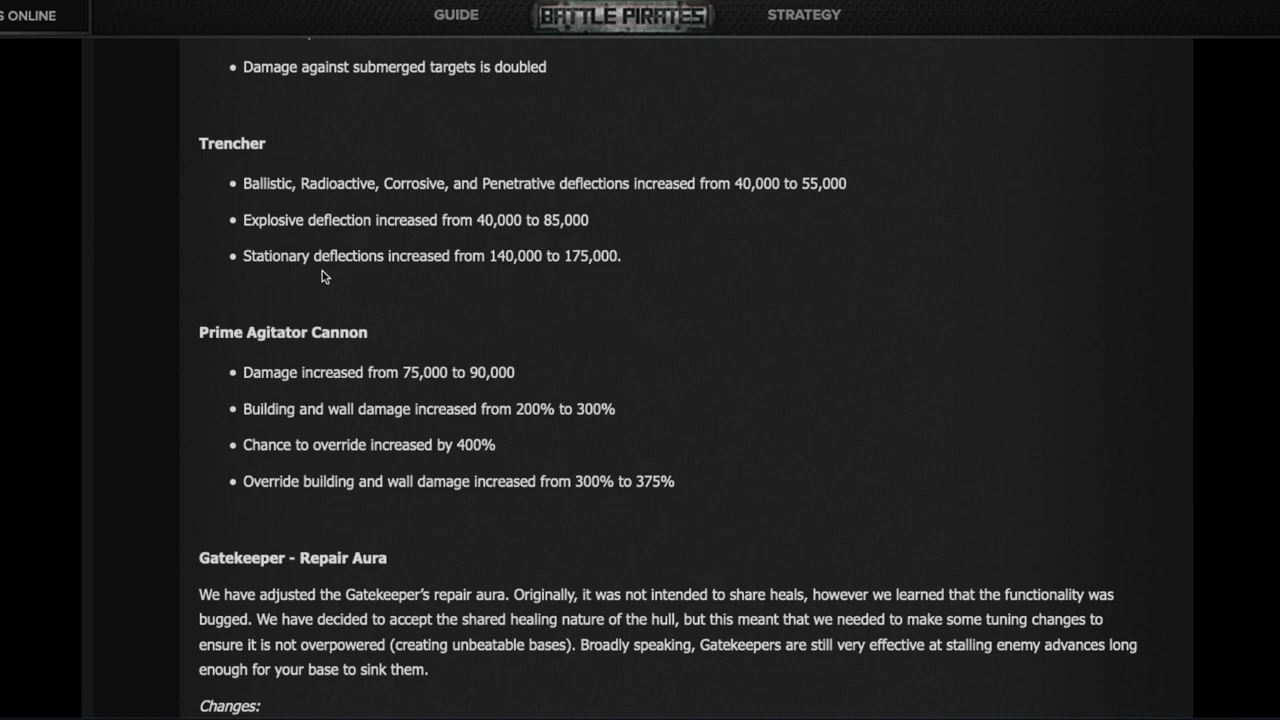 S ONLINE
GUIDE
BATTLE PIRATES
STRATEGY
• Damage against submerged targets is doubled
Trencher
• Ballistic, Radioactive, Corrosive, and Penetrative deflections increased from 40,000 to 55,000
• Explosive deflection increased from 40,000 to 85,000
• Stationary deflections increased from 140,000 to 175,000.
Prime Agitator Cannon
• Damage increased from 75,000 to 90,000
• Building and wall damage increased from 200% to 300%
• Chance to override increased by 400%
• Override building and wall damage increased from 300% to 375%
Gatekeeper - Repair Aura
We have adjusted the Gatekeeper's repair aura. Originally, it was not intended to share heals, however we learned that the functionality was
bugged. We have decided to accept the shared healing nature of the hull, but this meant that we needed to make some tuning changes to
ensure it is not overpowered (creating unbeatable bases). Broadly speaking, Gatekeepers are still very effective at stalling enemy advances long
enough for your base to sink them.
Changes: